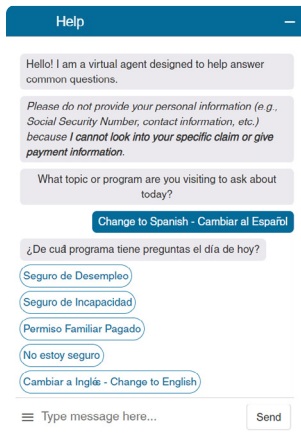 Help
Hello! I am a virtual agent designed to help answer
common questions.
Please do not provide your personal information (e.g.,
Social Security Number, contact information, etc.)
because I cannot look into your specific claim or give
payment information.
What topic or program are you visiting to ask about
today?
Change to Spanish - Cambiar al Español
¿De cuál programa tiene preguntas el día de hoy?
Seguro de Desempleo
Seguro de Incapacidad
Permiso Familiar Pagado
No estoy seguro
Cambiar a Inglés - Change to English
Type message here...
Send